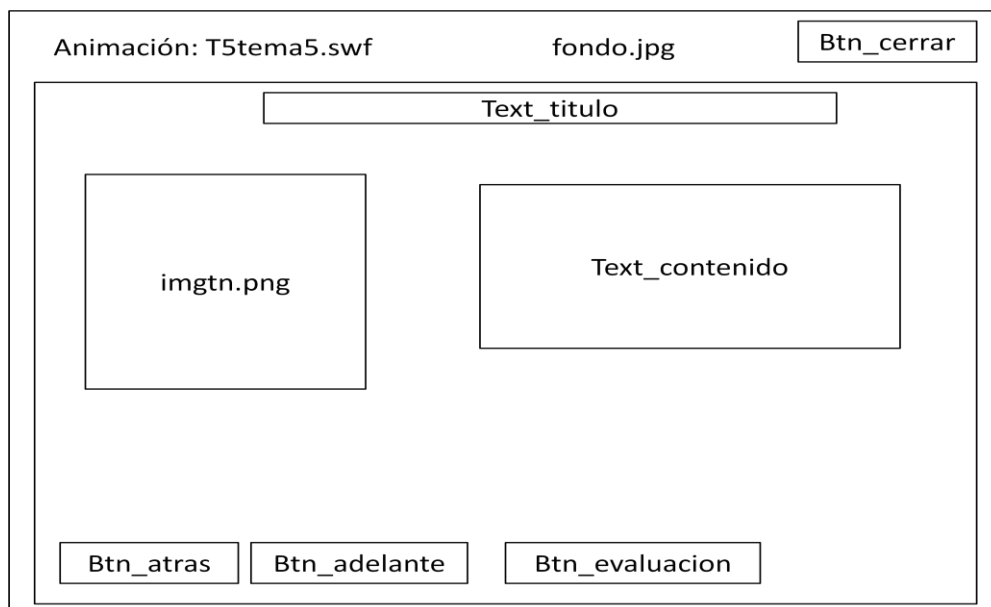 Animación: T5tema5.swf
fondo.jpg
Btn_cerrar
Text_titulo
imgtn.png
Text_contenido
Btn_atras
Btn_adelante
Btn_evaluacion